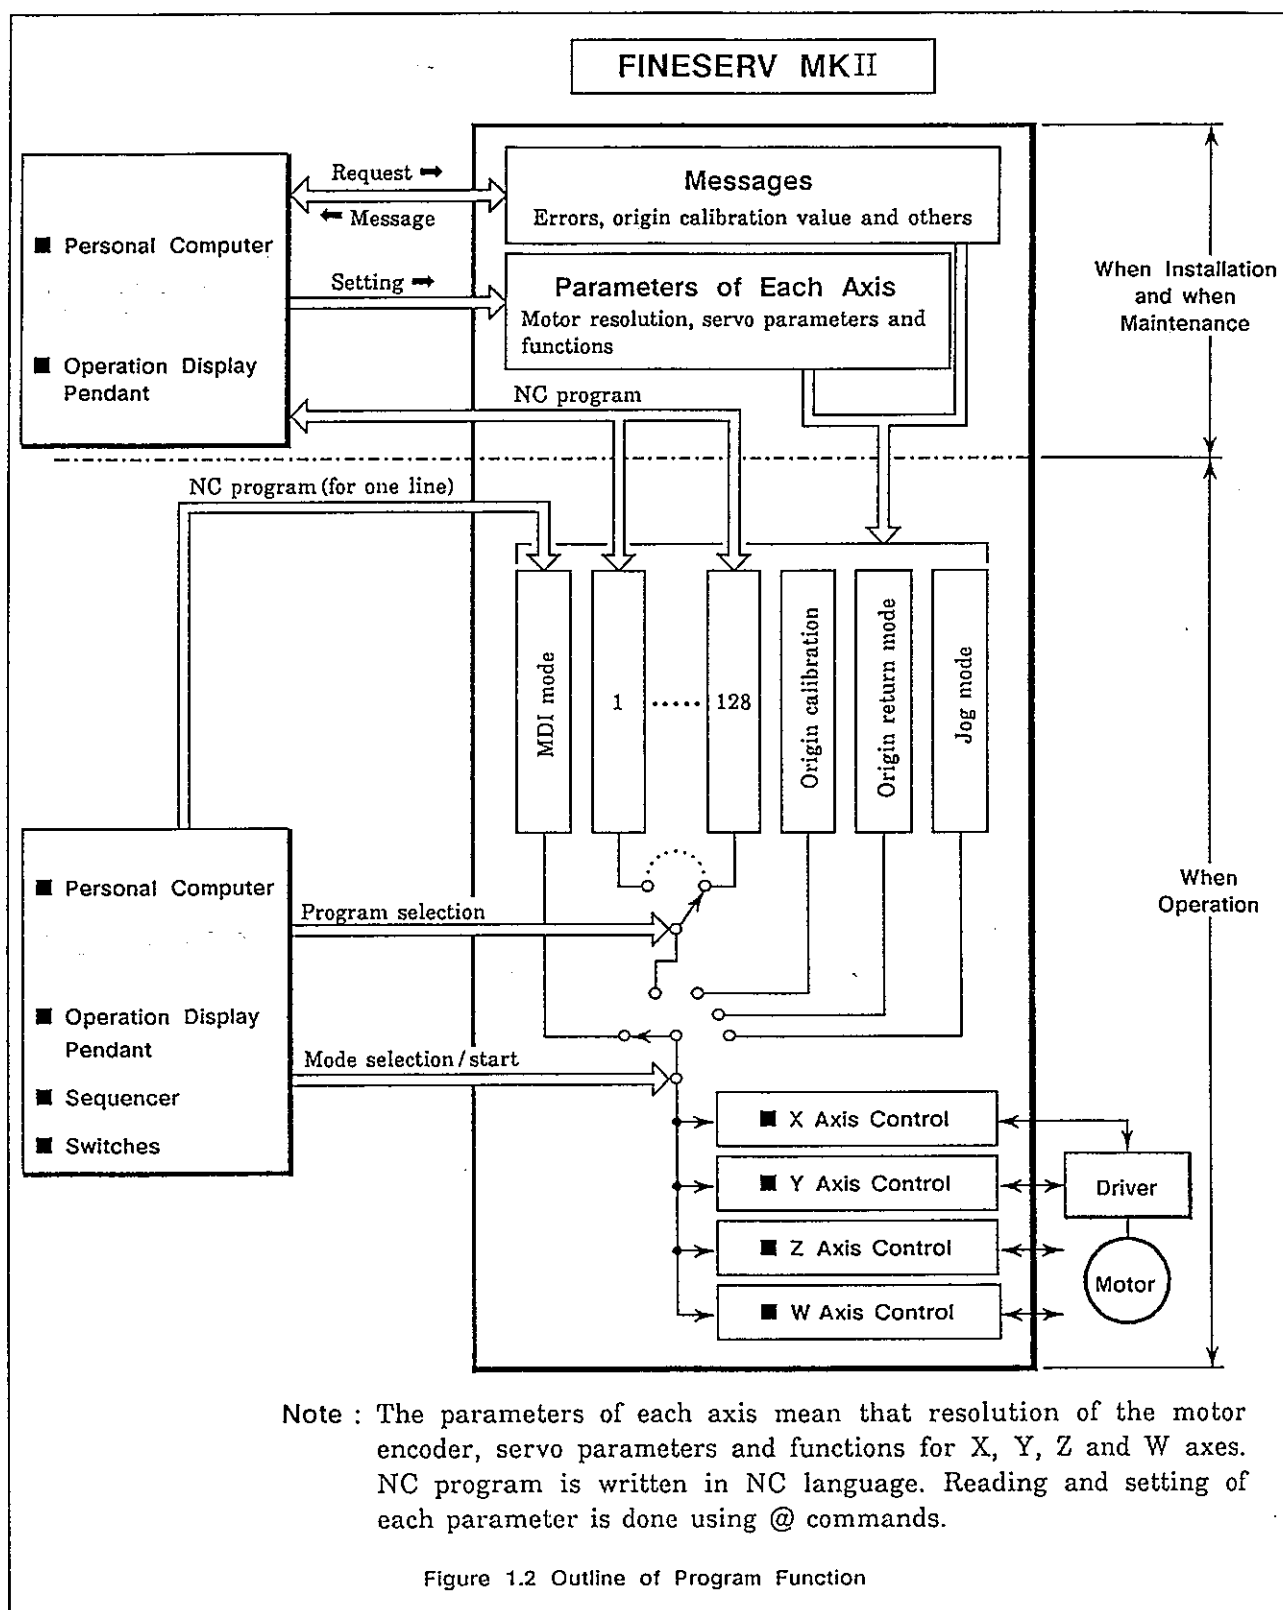 FINESERV MKII
Request ➡
⬅ Message
Messages
Errors, origin calibration value and others
■ Personal Computer
■ Operation Display
Pendant
Setting ➡
Parameters of Each Axis
Motor resolution, servo parameters and
functions
When Installation
and when
Maintenance
NC program
NC program (for one line)
MDI mode
1
.....
128
Origin calibration
Origin return mode
Jog mode
■ Personal Computer
■ Operation Display
Pendant
■ Sequencer
■ Switches
Program selection
Mode selection/start
When
Operation
■ X Axis Control
■ Y Axis Control
■ Z Axis Control
■ W Axis Control
Driver
Motor
Note : The parameters of each axis mean that resolution of the motor
encoder, servo parameters and functions for X, Y, Z and W axes.
NC program is written in NC language. Reading and setting of
each parameter is done using @ commands.
Figure 1.2 Outline of Program Function